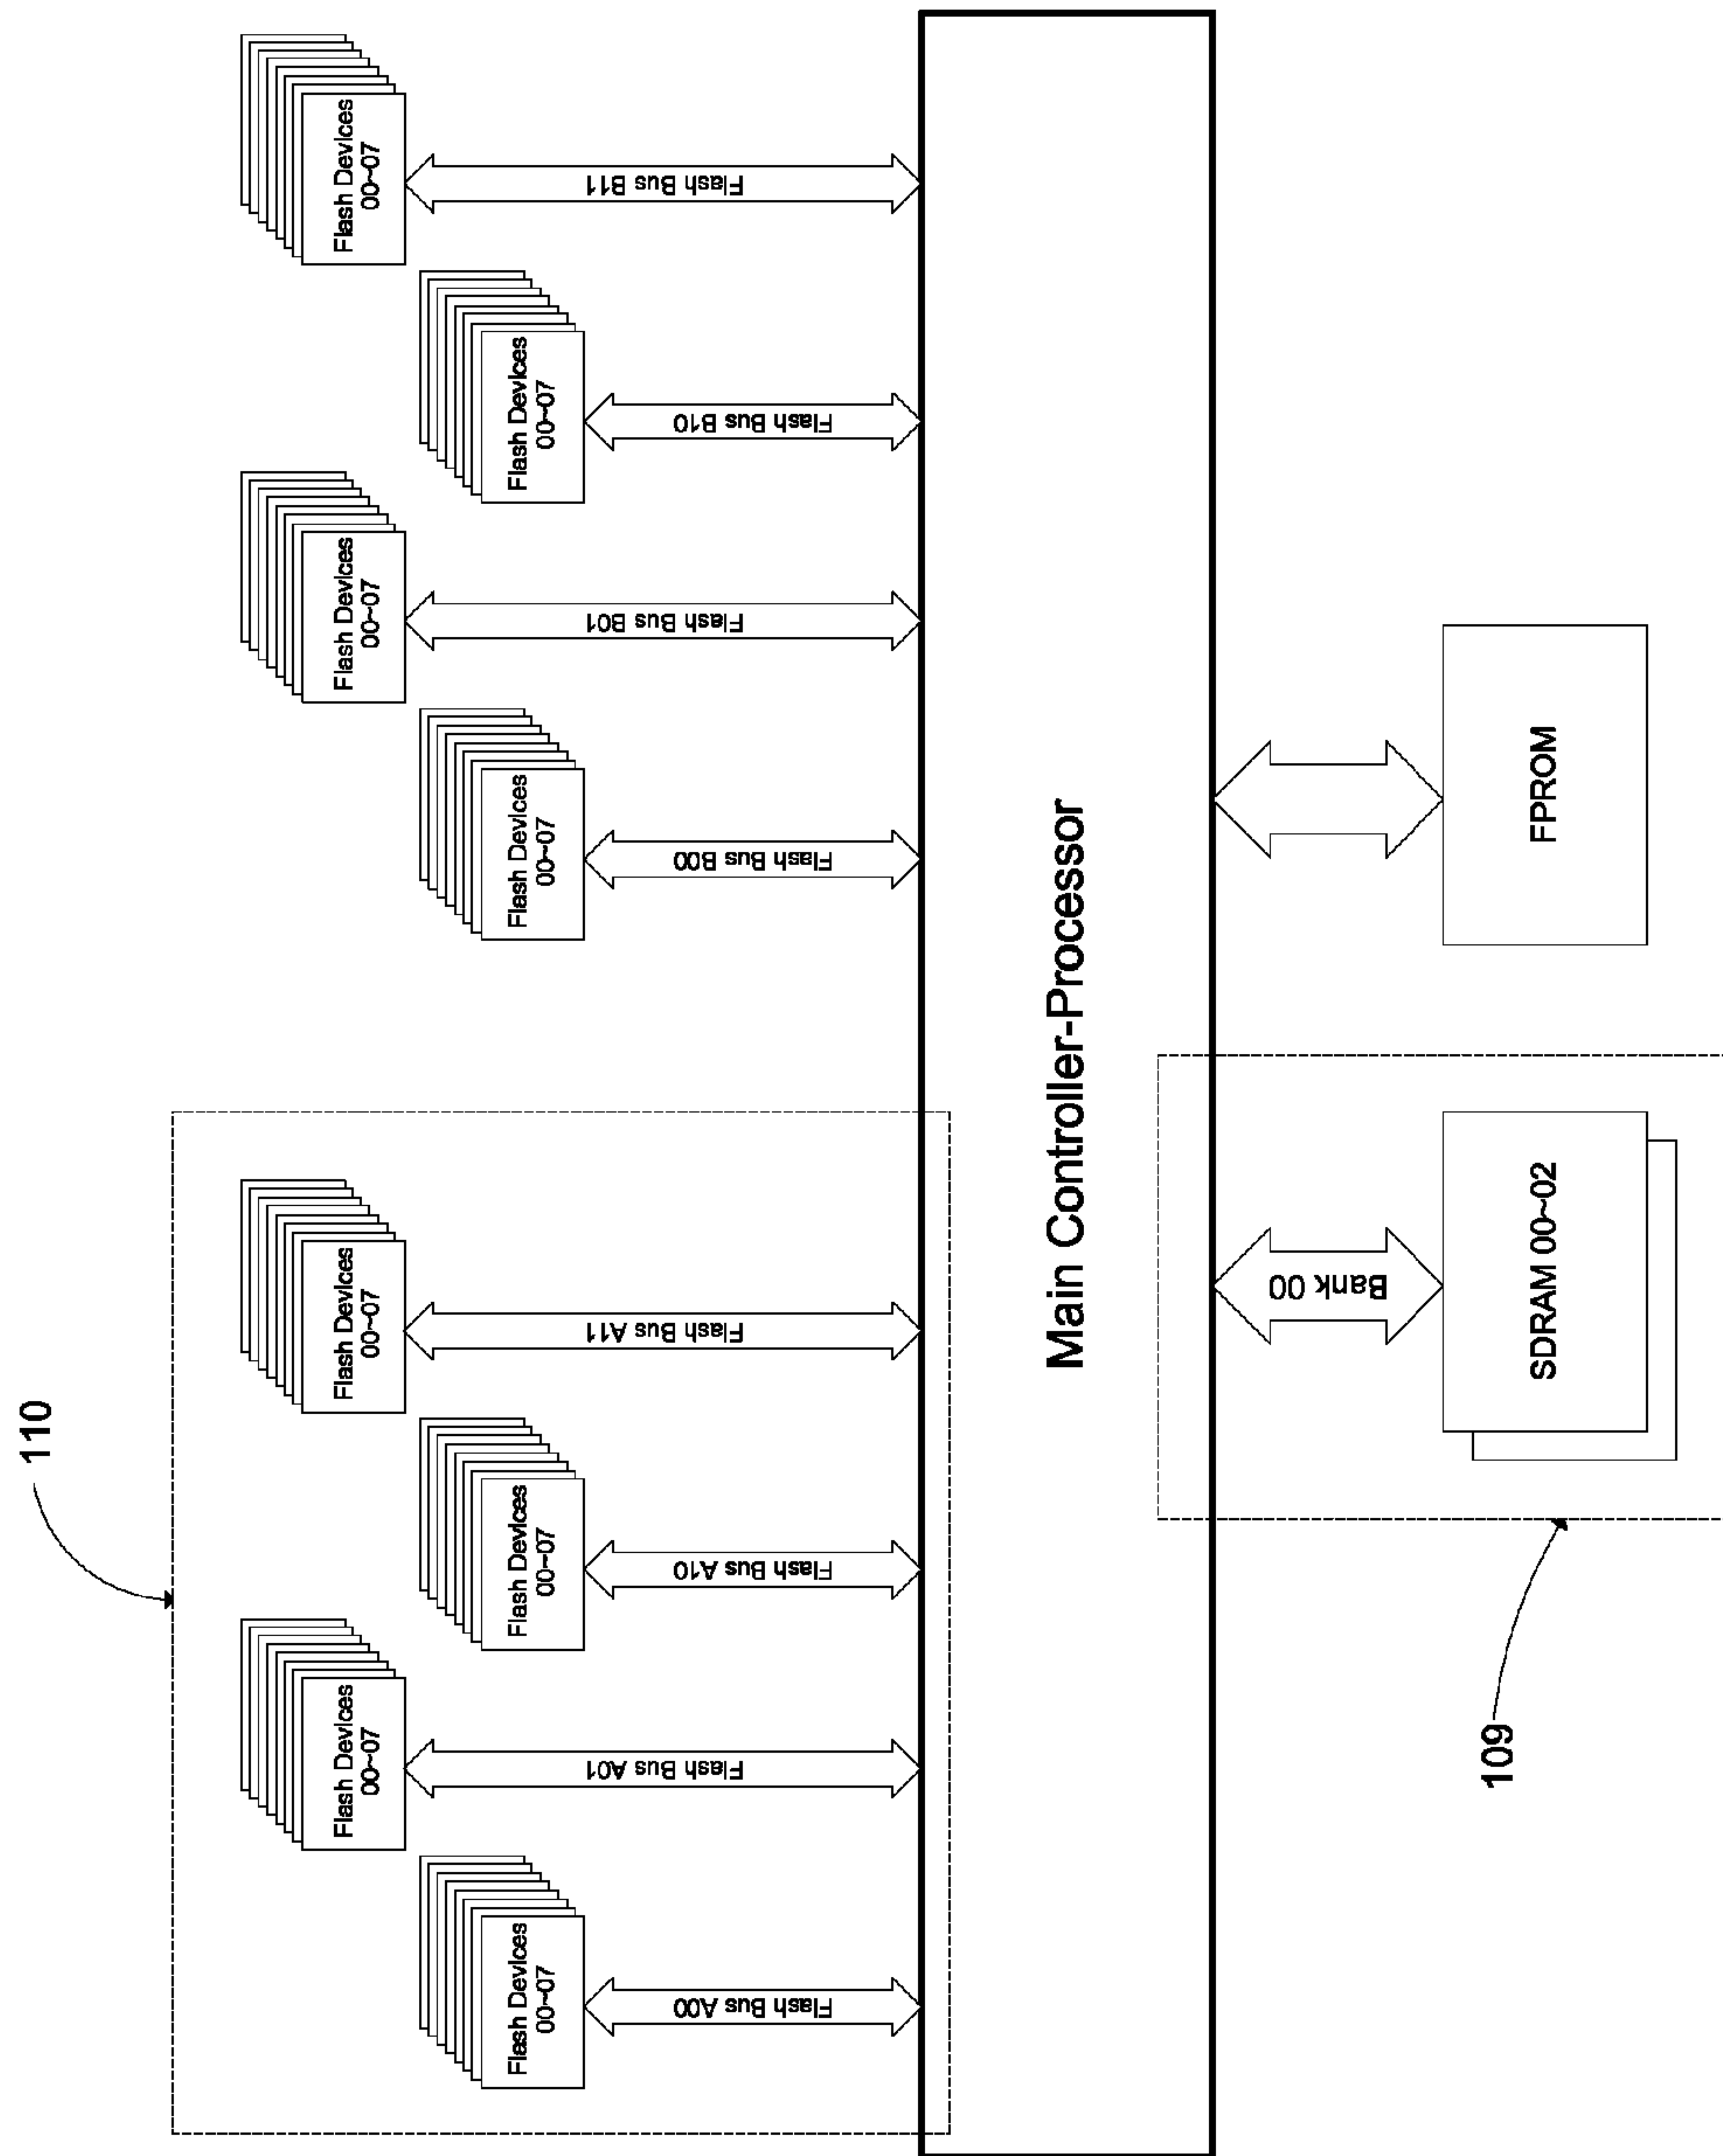 110
Flash Devices
00~07
Flash Bus A00
Flash Devices
00~07
Flash Bus A01
Flash Devices
00~07
Flash Bus A10
Flash Devices
00~07
Flash Bus A11
Flash Devices
00~07
Flash Bus B00
Flash Devices
00~07
Flash Bus B01
Flash Devices
00~07
Flash Bus B10
Flash Devices
00~07
Flash Bus B11
Main Controller-Processor
Bank 00
SDRAM 00~02
FPROM
109